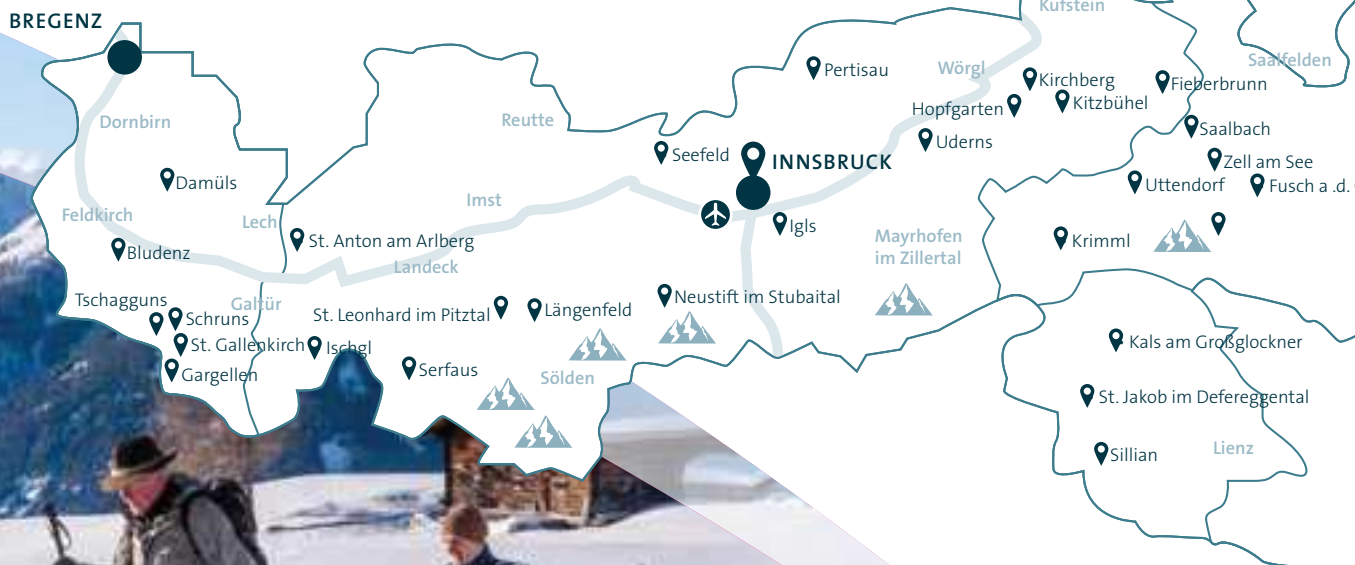 BREGENZ
Kufstein
Saalfelden
Pertisau
Wörgl
Kirchberg
Fieberbrunn
Hopfgarten
Kitzbühel
Dornbirn
Reutte
Saalbach
Uderns
Seefeld
INNSBRUCK
Zell am See
Damüls
Uttendorf
Fusch a .d.
Imst
Feldkirch
Lech
Igls
St. Anton am Arlberg
Mayrhofen
im Zillertal
Krimml
Bludenz
Landeck
Tschagguns
Galtür
Neustift im Stubaital
St. Leonhard im Pitztal
Längenfeld
Schruns
St. Gallenkirch
Ischgl
Kals am Großglockner
Gargellen
Serfaus
Sölden
St. Jakob im Defereggental
Lienz
Sillian